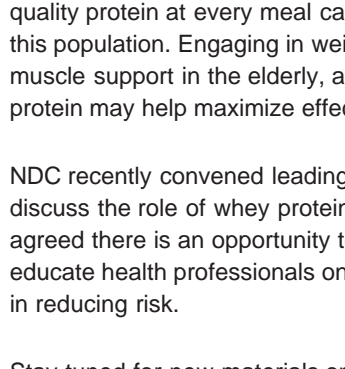 quality protein at every meal ca
this population. Engaging in wei
muscle support in the elderly, a
protein may help maximize effe
NDC recently convened leading
discuss the role of whey protein
agreed there is an opportunity t
educate health professionals on
in reducing risk.
Stay tuned for new materials